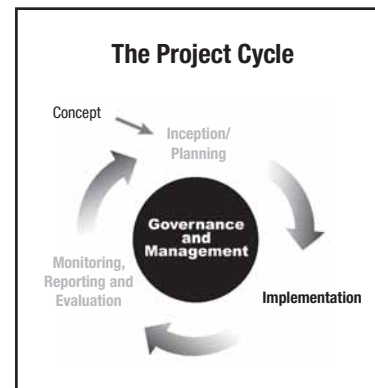 The Project Cycle
Concept
Inception/
Planning
Governance
and
Management
Monitoring,
Reporting and
Evaluation
Implementation